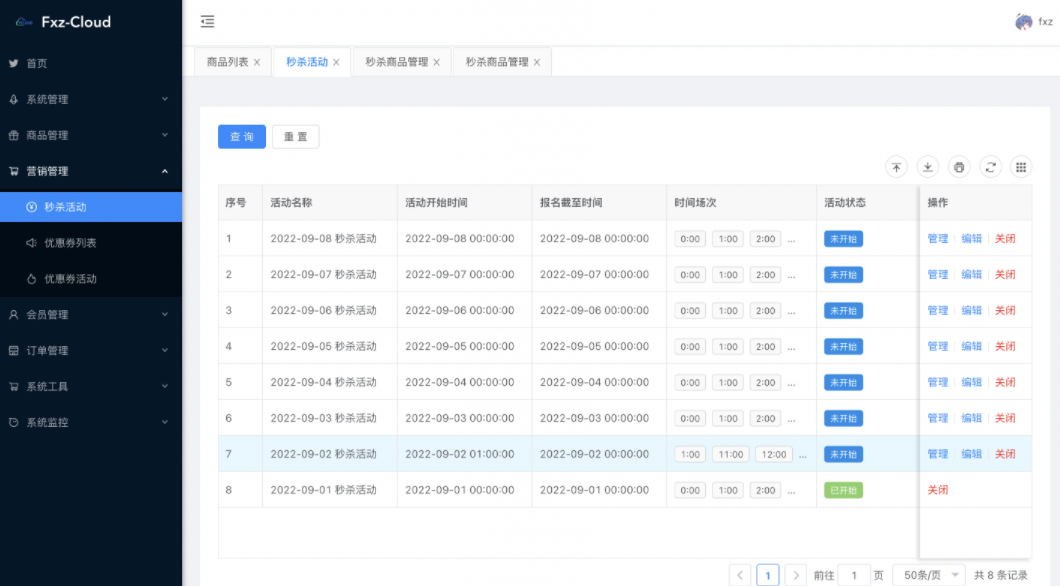 Fxz-Cloud
fxz
首页
系统管理
商品管理
营销管理
秒杀活动
优惠券列表
优惠券活动
会员管理
订单管理
系统工具
系统监控
商品列表 × 秒杀活动 × 秒杀商品管理 × 秒杀商品管理 ×
查 询 重 置
序号 活动名称 活动开始时间 报名截至时间 时间场次 活动状态 操作
1 2022-09-08 秒杀活动 2022-09-08 00:00:00 2022-09-08 00:00:00 0:00 1:00 2:00 ... 未开始 管理 编辑 关闭
2 2022-09-07 秒杀活动 2022-09-07 00:00:00 2022-09-07 00:00:00 0:00 1:00 2:00 ... 未开始 管理 编辑 关闭
3 2022-09-06 秒杀活动 2022-09-06 00:00:00 2022-09-06 00:00:00 0:00 1:00 2:00 ... 未开始 管理 编辑 关闭
4 2022-09-05 秒杀活动 2022-09-05 00:00:00 2022-09-05 00:00:00 0:00 1:00 2:00 ... 未开始 管理 编辑 关闭
5 2022-09-04 秒杀活动 2022-09-04 00:00:00 2022-09-04 00:00:00 0:00 1:00 2:00 ... 未开始 管理 编辑 关闭
6 2022-09-03 秒杀活动 2022-09-03 00:00:00 2022-09-03 00:00:00 0:00 1:00 2:00 ... 未开始 管理 编辑 关闭
7 2022-09-02 秒杀活动 2022-09-02 01:00:00 2022-09-02 00:00:00 1:00 11:00 12:00 ... 未开始 管理 编辑 关闭
8 2022-09-01 秒杀活动 2022-09-01 00:00:00 2022-09-01 00:00:00 0:00 1:00 2:00 ... 已开始 关闭
1 前往 1 页 50条/页 共 8 条记录